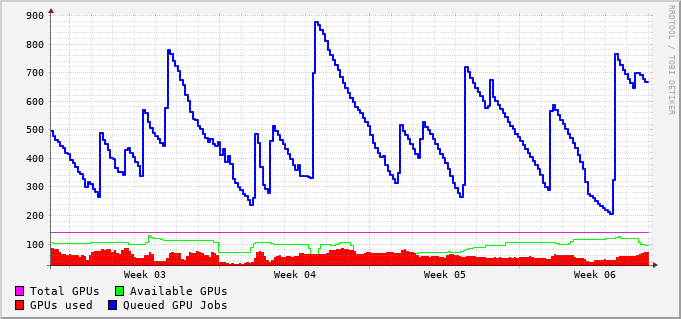 900
800
700
600
500
400
300
200
100
Week 03 Week 04 Week 05 Week 06
Total GPUs Available GPUs
GPUs used Queued GPU Jobs
RRDTOOL / TOBI OETIKER